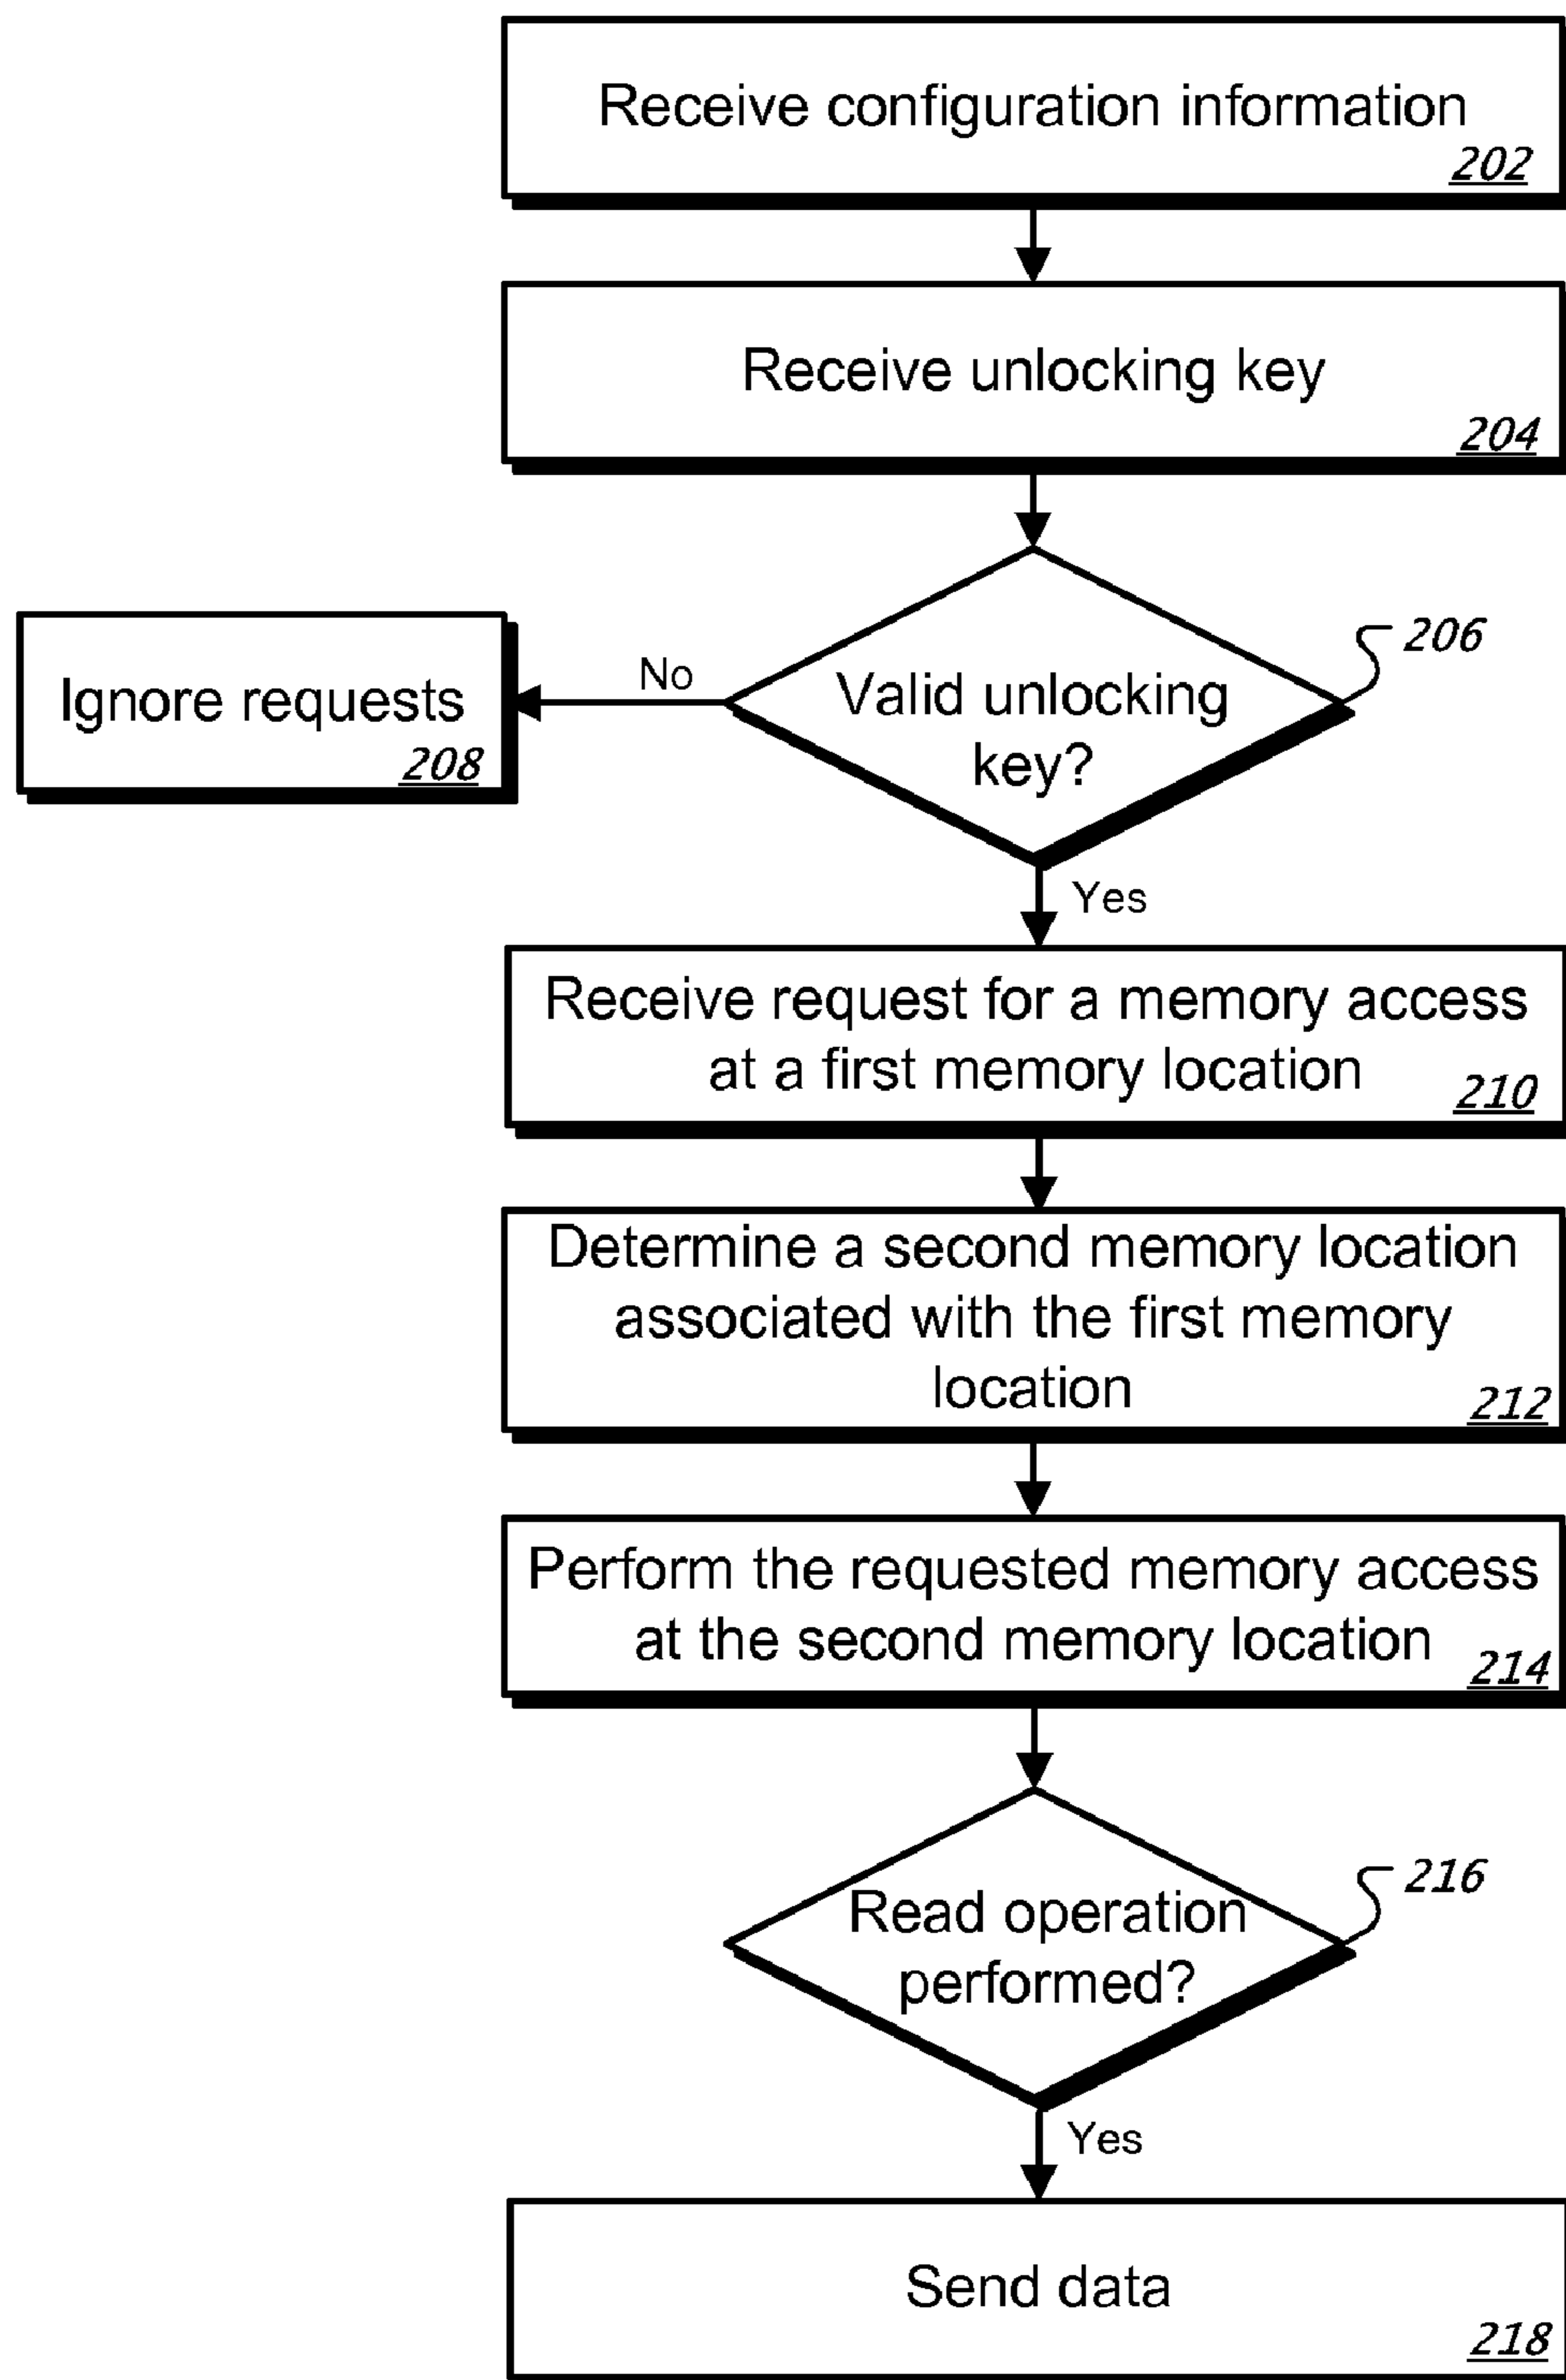 Receive configuration information
202
Receive unlocking key
204
206
Valid unlocking
key?
No
Ignore requests
208
Yes
Receive request for a memory access
at a first memory location
210
Determine a second memory location
associated with the first memory
location
212
Perform the requested memory access
at the second memory location
214
216
Read operation
performed?
Yes
Send data
218